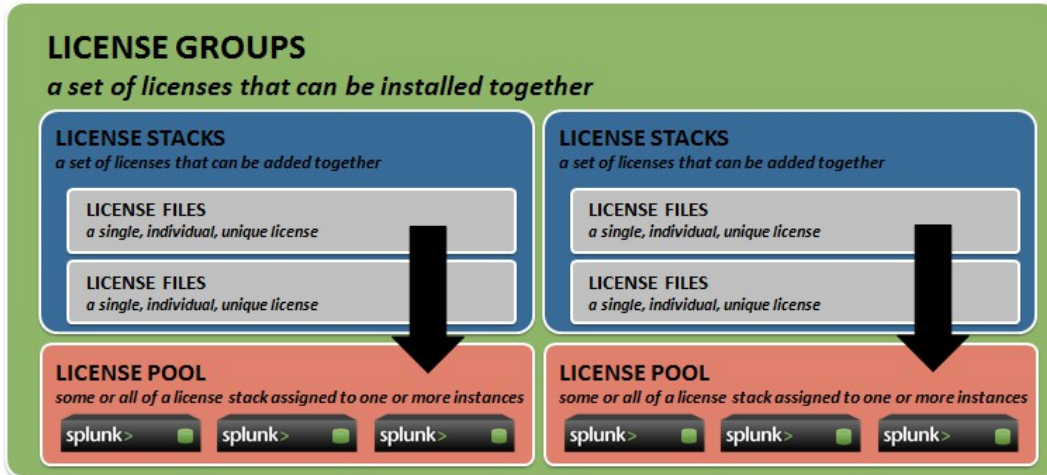 LICENSE GROUPS
a set of licenses that can be installed together
LICENSE STACKS
a set of licenses that can be added together
LICENSE FILES
a single, individual, unique license
LICENSE FILES
a single, individual, unique license
LICENSE POOL
some or all of a license stack assigned to one or more instances
splunk> splunk> splunk>
LICENSE STACKS
a set of licenses that can be added together
LICENSE FILES
a single, individual, unique license
LICENSE FILES
a single, individual, unique license
LICENSE POOL
some or all of a license stack assigned to one or more instances
splunk> splunk> splunk>